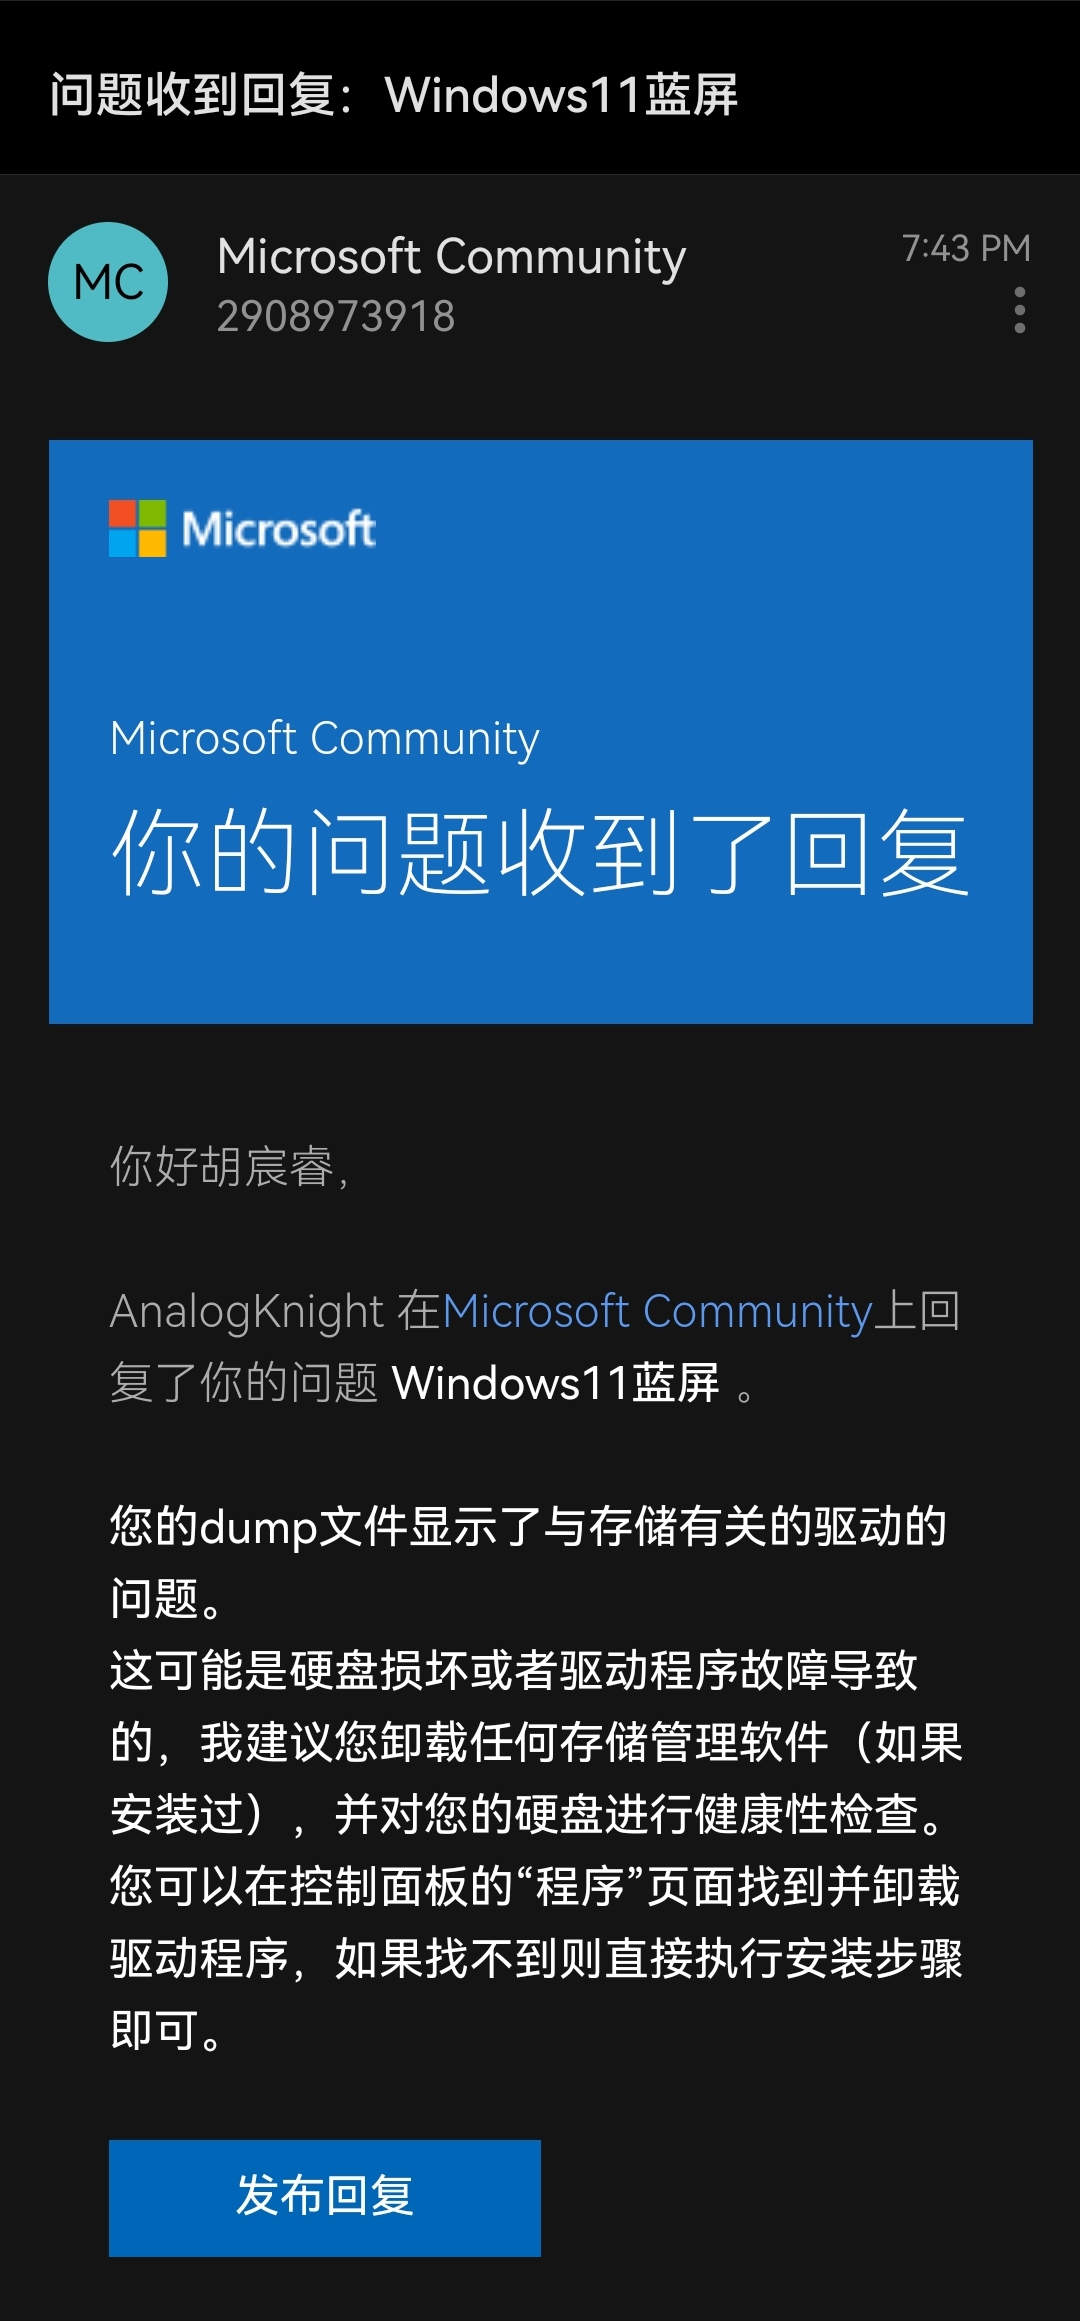 问题收到回复：Windows11蓝屏
MC
Microsoft Community
7:43 PM
2908973918
Microsoft
Microsoft Community
你的问题收到了回复
你好胡宸睿，
AnalogKnight 在Microsoft Community上回
复了你的问题 Windows11蓝屏 。
您的dump文件显示了与存储有关的驱动的
问题。
这可能是硬盘损坏或者驱动程序故障导致
的，我建议您卸载任何存储管理软件（如果
安装过），并对您的硬盘进行健康性检查。
您可以在控制面板的“程序”页面找到并卸载
驱动程序，如果找不到则直接执行安装步骤
即可。
发布回复